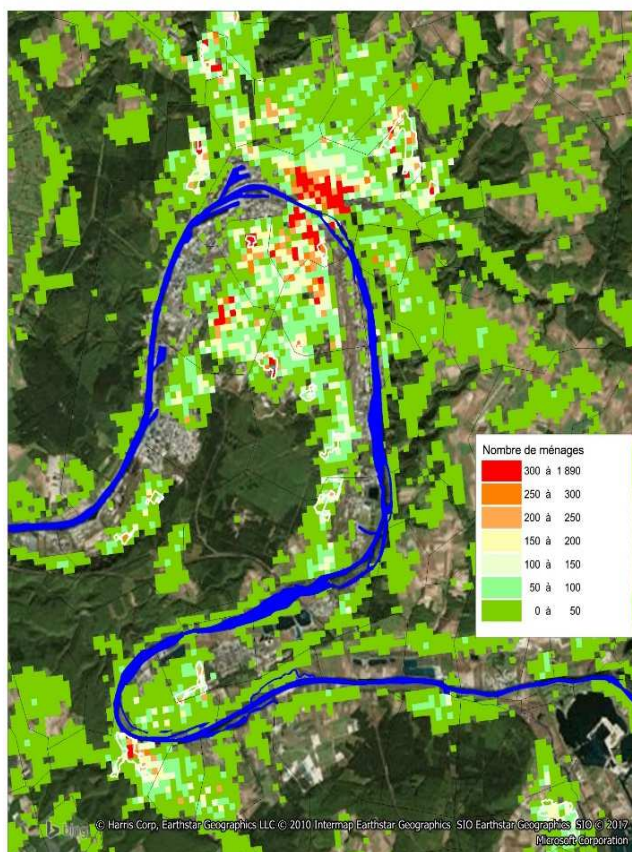 Nombre de ménages
300 à 1 890
250 à 300
200 à 250
150 à 200
100 à 150
50 à 100
0 à 50
bing
© Harris Corp, Earthstar Geographics LLC © 2010 Intermap Earthstar Geographics SIO Earthstar Geographics SIO © 2017
Microsoft Corporation